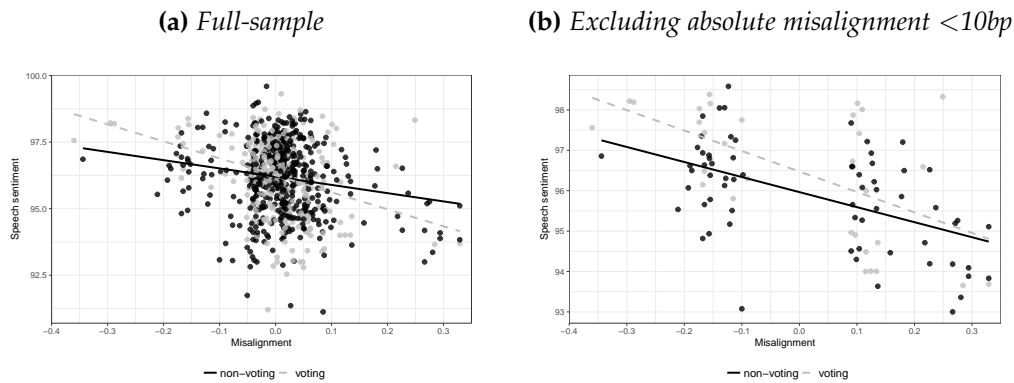 (a) Full-sample
(b) Excluding absolute misalignment <10bp
100.0
97.5
95.0
92.5
Speech sentiment
−0.4 −0.3 −0.2 −0.1 0.0 0.1 0.2 0.3
Misalignment
non−voting voting
98
97
96
95
94
93
Speech sentiment
−0.4 −0.3 −0.2 −0.1 0.0 0.1 0.2 0.3
Misalignment
non−voting voting